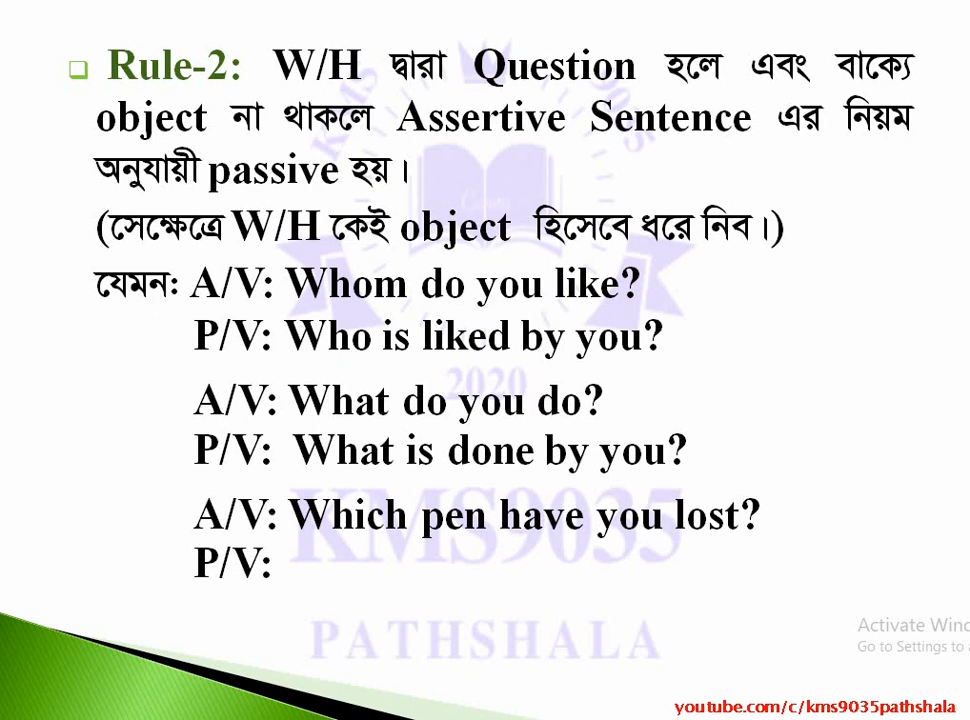 Rule-2: W/H দ্বারা Question হলে এবং বাক্যে
object না থাকলে Assertive Sentence এর নিয়ম
অনুযায়ী passive হয়।
(সেক্ষেত্রে W/H কেই object হিসেবে ধরে নিব।)
যেমনঃ A/V: Whom do you like?
P/V: Who is liked by you?
2020
A/V: What do you do?
P/V: What is done by you?
A/V: Which pen have you lost?
KMS9035
P/V:
PATHSHALA
Activate Wind
Go to Settings to a
youtube.com/c/kms9035pathshala